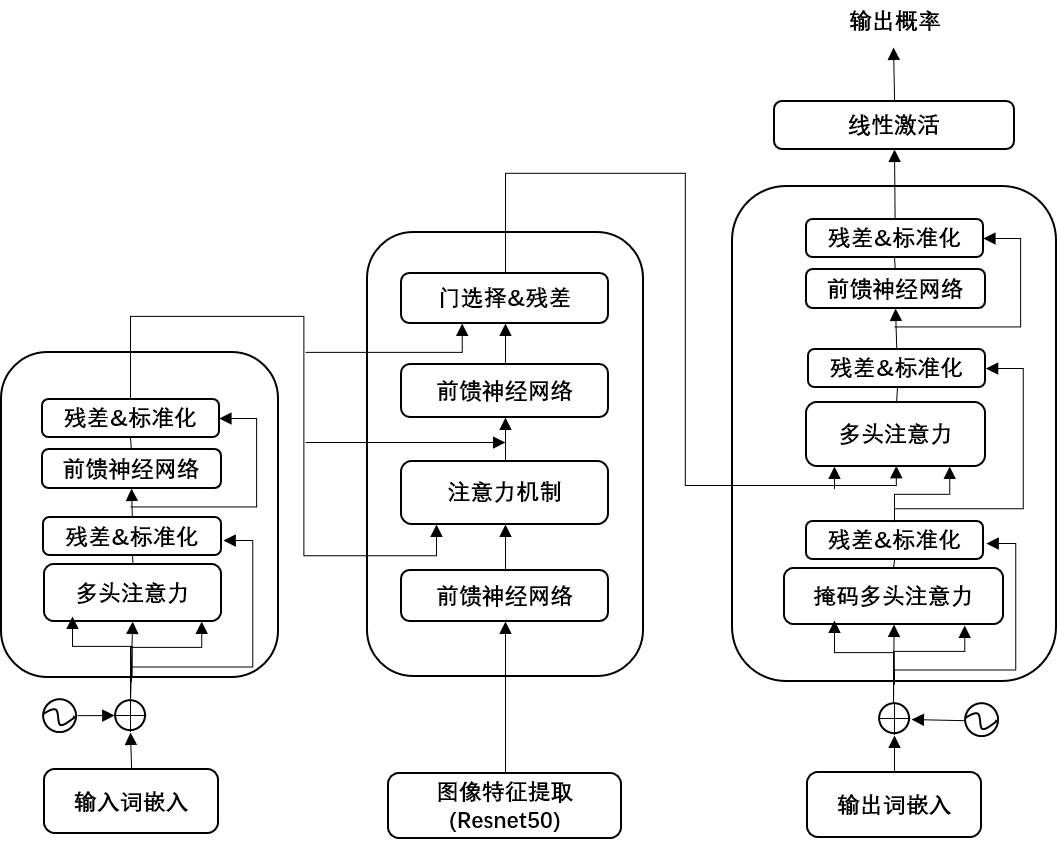 输出概率
线性激活
残差&标准化
前馈神经网络
残差&标准化
多头注意力
残差&标准化
掩码多头注意力
输出词嵌入
门选择&残差
前馈神经网络
注意力机制
前馈神经网络
图像特征提取
(Resnet50)
残差&标准化
前馈神经网络
残差&标准化
多头注意力
输入词嵌入